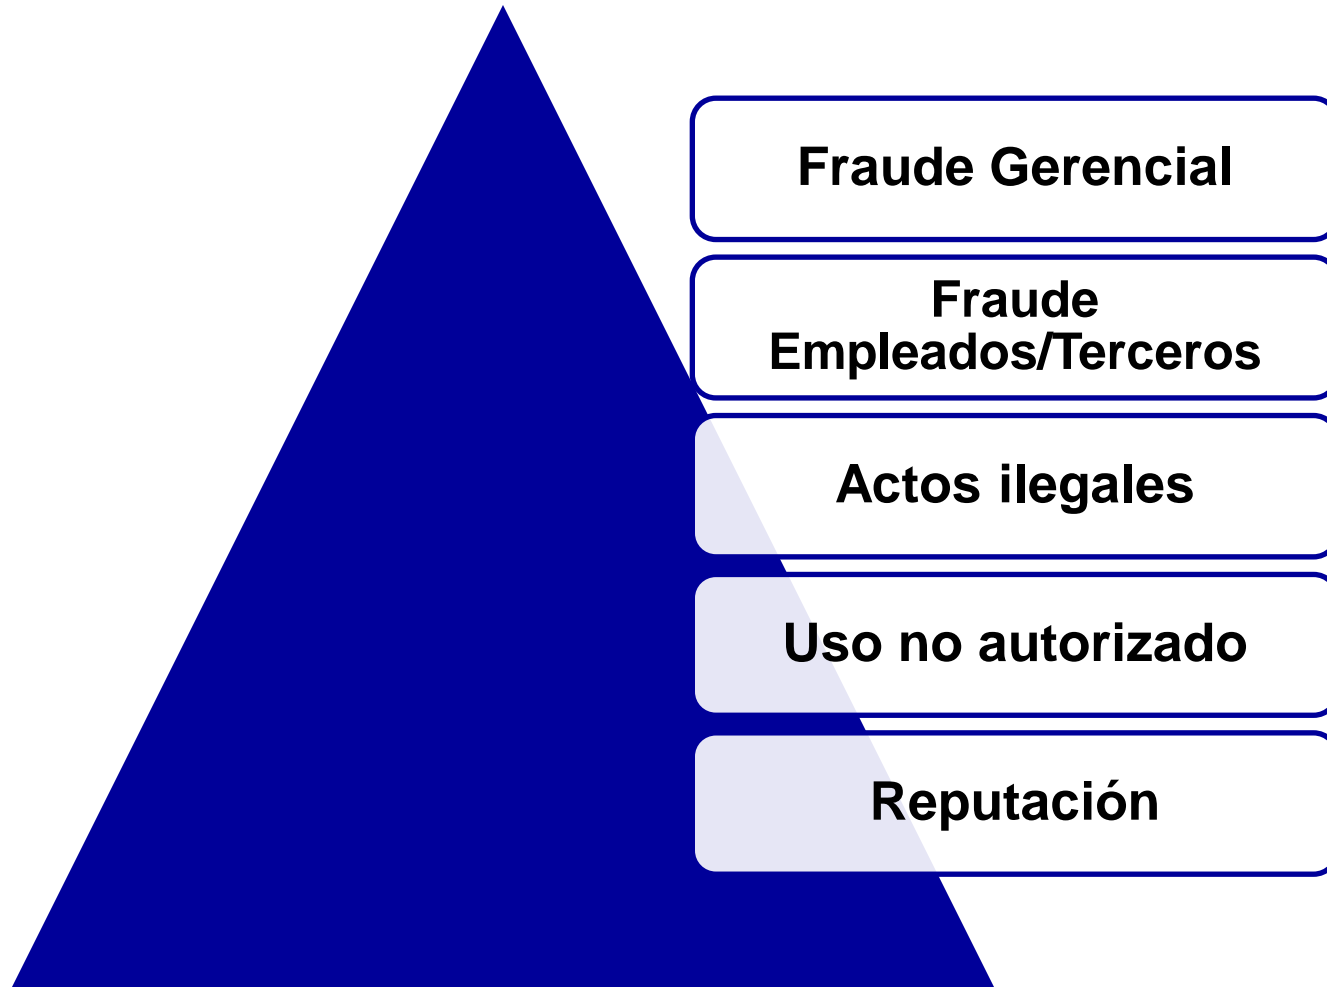 Fraude Gerencial
Fraude
Empleados/Terceros
Actos ilegales
Uso no autorizado
Reputación